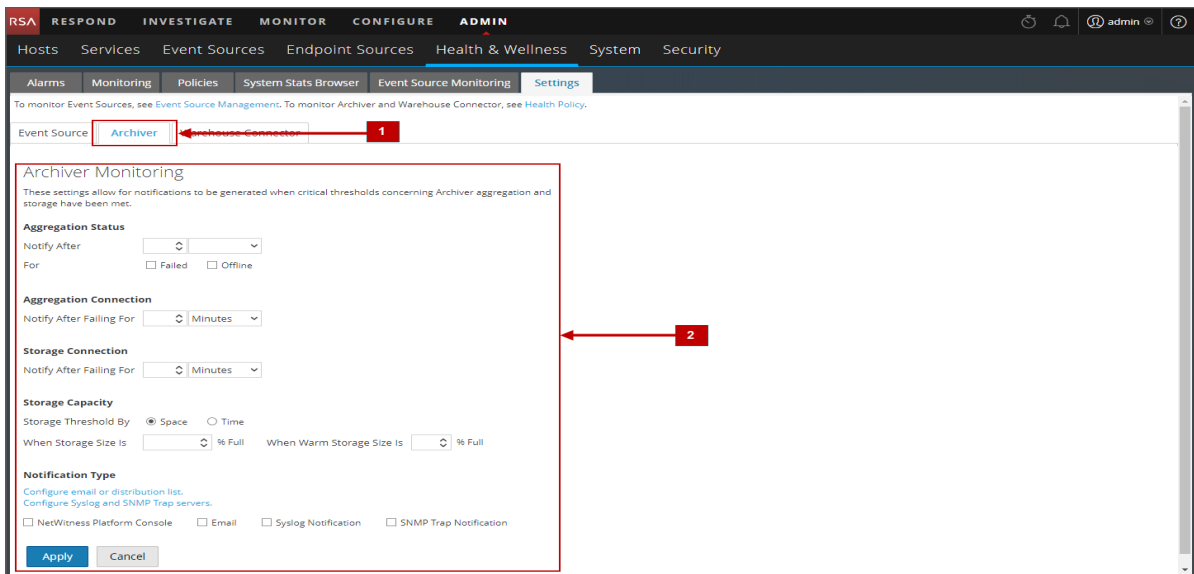 RSA RESPOND INVESTIGATE MONITOR CONFIGURE ADMIN admin ?
Hosts Services Event Sources Endpoint Sources Health & Wellness System Security
Alarms Monitoring Policies System Stats Browser Event Source Monitoring Settings
To monitor Event Sources, see Event Source Management. To monitor Archiver and Warehouse Connector, see Health Policy.
Event Source Archiver Warehouse Connector 1
Archiver Monitoring
These settings allow for notifications to be generated when critical thresholds concerning Archiver aggregation and
storage have been met.
Aggregation Status
Notify After
For Failed Offline
Aggregation Connection
Notify After Failing For Minutes
2
Storage Connection
Notify After Failing For Minutes
Storage Capacity
Storage Threshold By Space Time
When Storage Size Is % Full When Warm Storage Size Is % Full
Notification Type
Configure email or distribution list.
Configure Syslog and SNMP Trap servers.
NetWitness Platform Console Email Syslog Notification SNMP Trap Notification
Apply Cancel